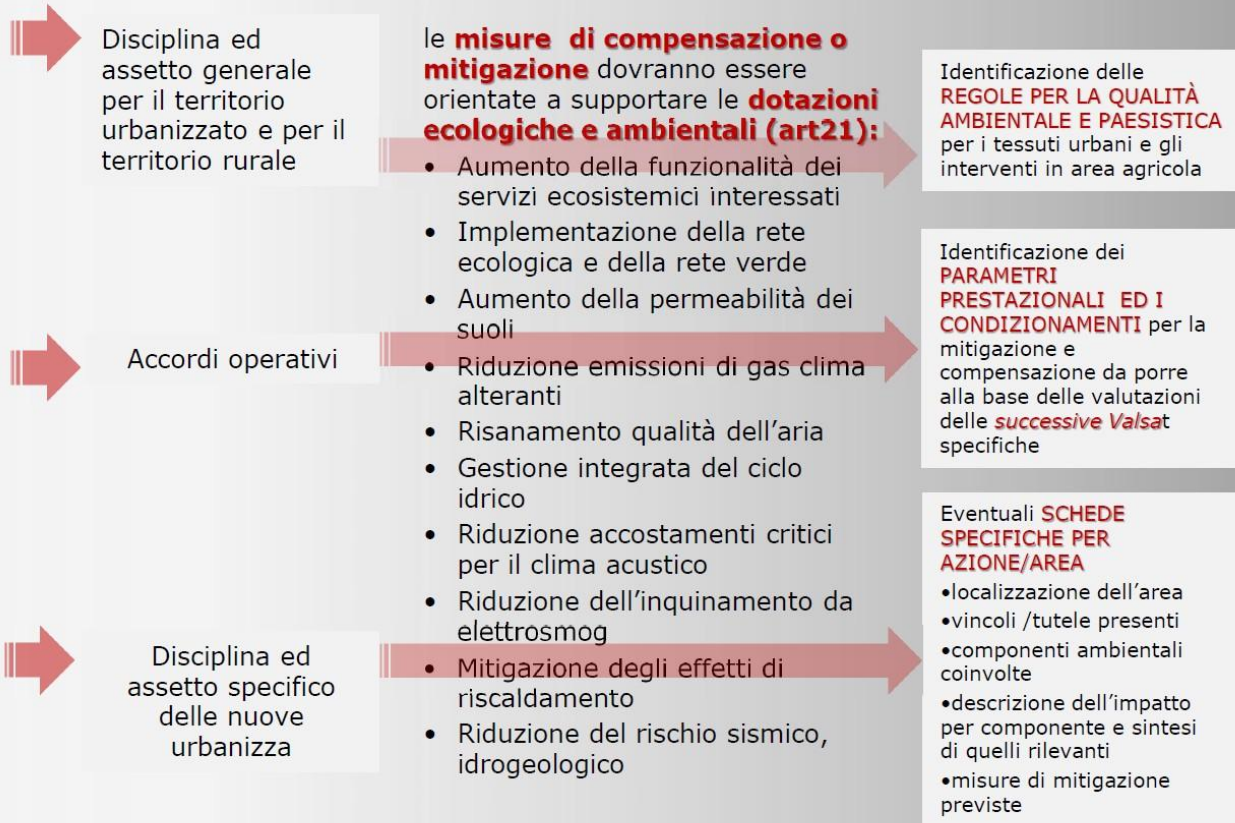 Disciplina ed
assetto generale
per il territorio
urbanizzato e per il
territorio rurale
Accordi operativi
Disciplina ed
assetto specifico
delle nuove
urbanizza
le misure di compensazione o
mitigazione dovranno essere
orientate a supportare le dotazioni
ecologiche e ambientali (art21):
• Aumento della funzionalità dei
servizi ecosistemici interessati
• Implementazione della rete
ecologica e della rete verde
• Aumento della permeabilità dei
suoli
• Riduzione emissioni di gas clima
alteranti
• Risanamento qualità dell'aria
• Gestione integrata del ciclo
idrico
• Riduzione accostamenti critici
per il clima acustico
• Riduzione dell'inquinamento da
elettrosmog
• Mitigazione degli effetti di
riscaldamento
• Riduzione del rischio sismico,
idrogeologico
Identificazione delle
REGOLE PER LA QUALITÀ
AMBIENTALE E PAESISTICA
per i tessuti urbani e gli
interventi in area agricola
Identificazione dei
PARAMETRI
PRESTAZIONALI ED I
CONDIZIONAMENTI per la
mitigazione e
compensazione da porre
alla base delle valutazioni
delle successive Valsat
specifiche
Eventuali SCHEDE
SPECIFICHE PER
AZIONE/AREA
•localizzazione dell'area
•vincoli /tutele presenti
•componenti ambientali
coinvolte
•descrizione dell'impatto
per componente e sintesi
di quelli rilevanti
•misure di mitigazione
previste